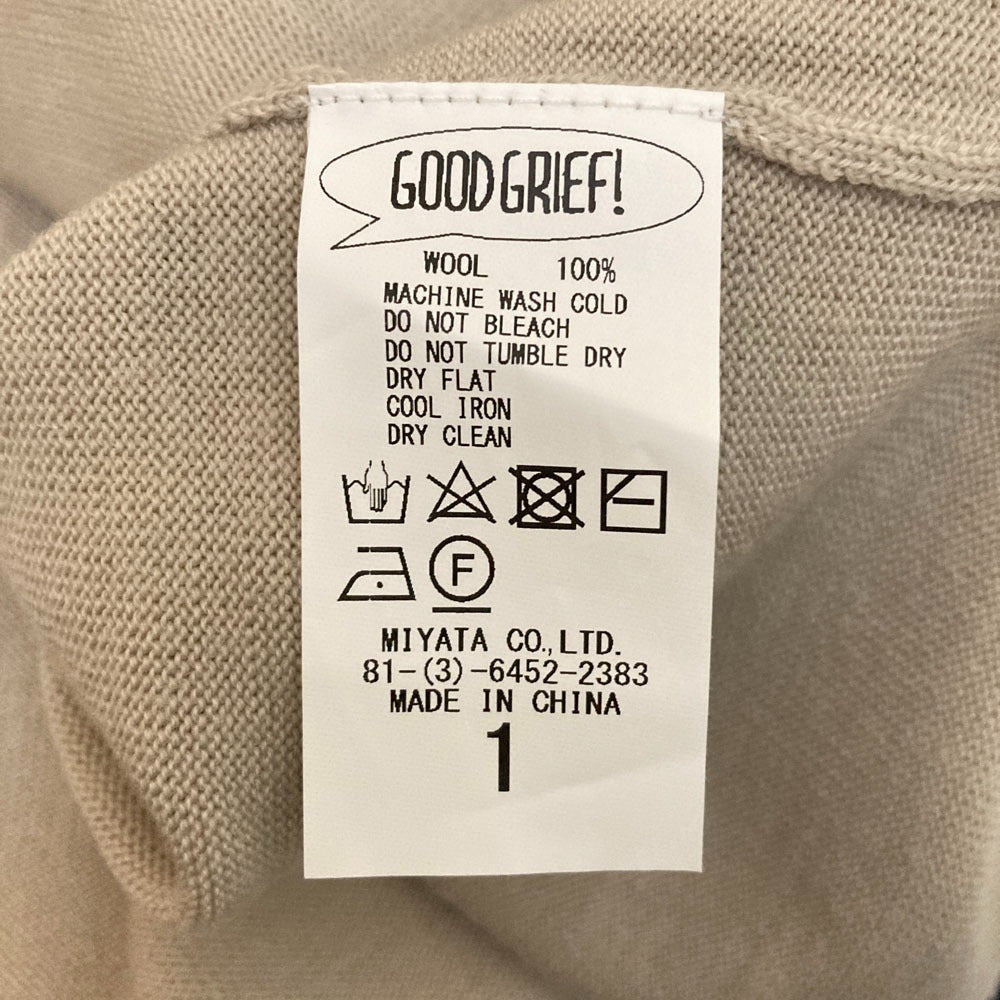 GOOD GRIEF!
WOOL 100%
MACHINE WASH COLD
DO NOT BLEACH
DO NOT TUMBLE DRY
DRY FLAT
COOL IRON
DRY CLEAN
F
MIYATA CO., LTD.
81-(3)-6452-2383
MADE IN CHINA
1